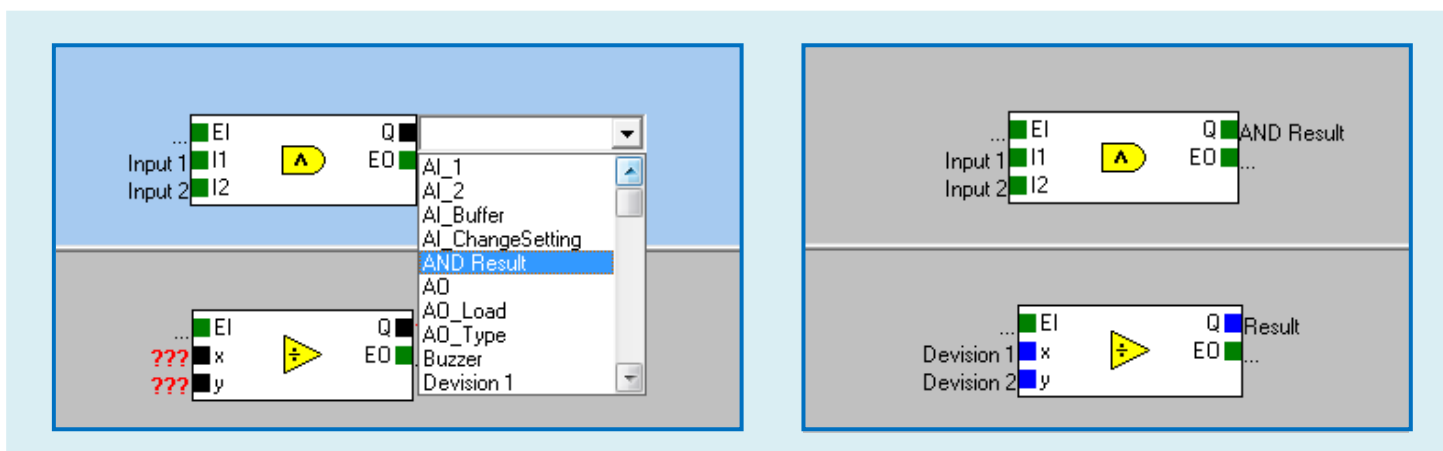 ... EI Q
Input 1 I1 EO
Input 2 I2
AI_1
AI_2
AI_Buffer
AI_ChangeSetting
AND Result
AO
AO_Load
AO_Type
Buzzer
Devision 1
... EI Q
??? x EO
??? y
... EI Q AND Result
Input 1 I1 EO ...
Input 2 I2
... EI Q Result
Devision 1 x EO ...
Devision 2 y